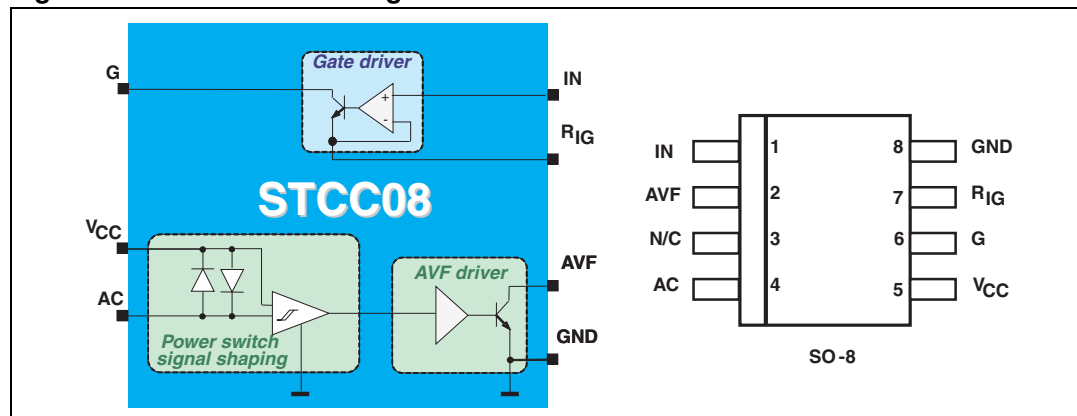 G
Gate driver
+
-
IN
RIG
STCC08
VCC
AC
Power switch
signal shaping
AVF driver
AVF
GND
IN
1
8
GND
AVF
2
7
RIG
N/C
3
6
G
AC
4
5
VCC
SO-8